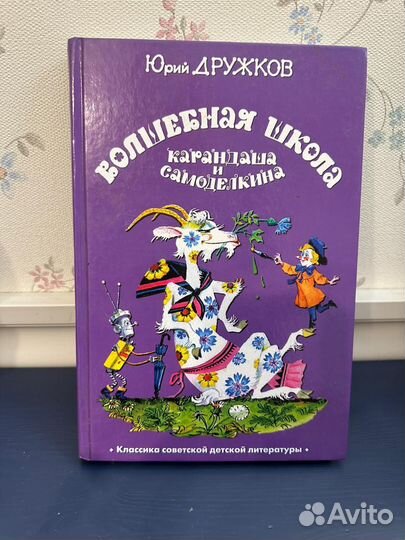 Юрий ДРУЖКОВ
ВОЛШЕБНАЯ ШКОЛА
КАРАНДАША
И
САМОДЕЛКИНА
• Классика советской детской литературы •
Avito